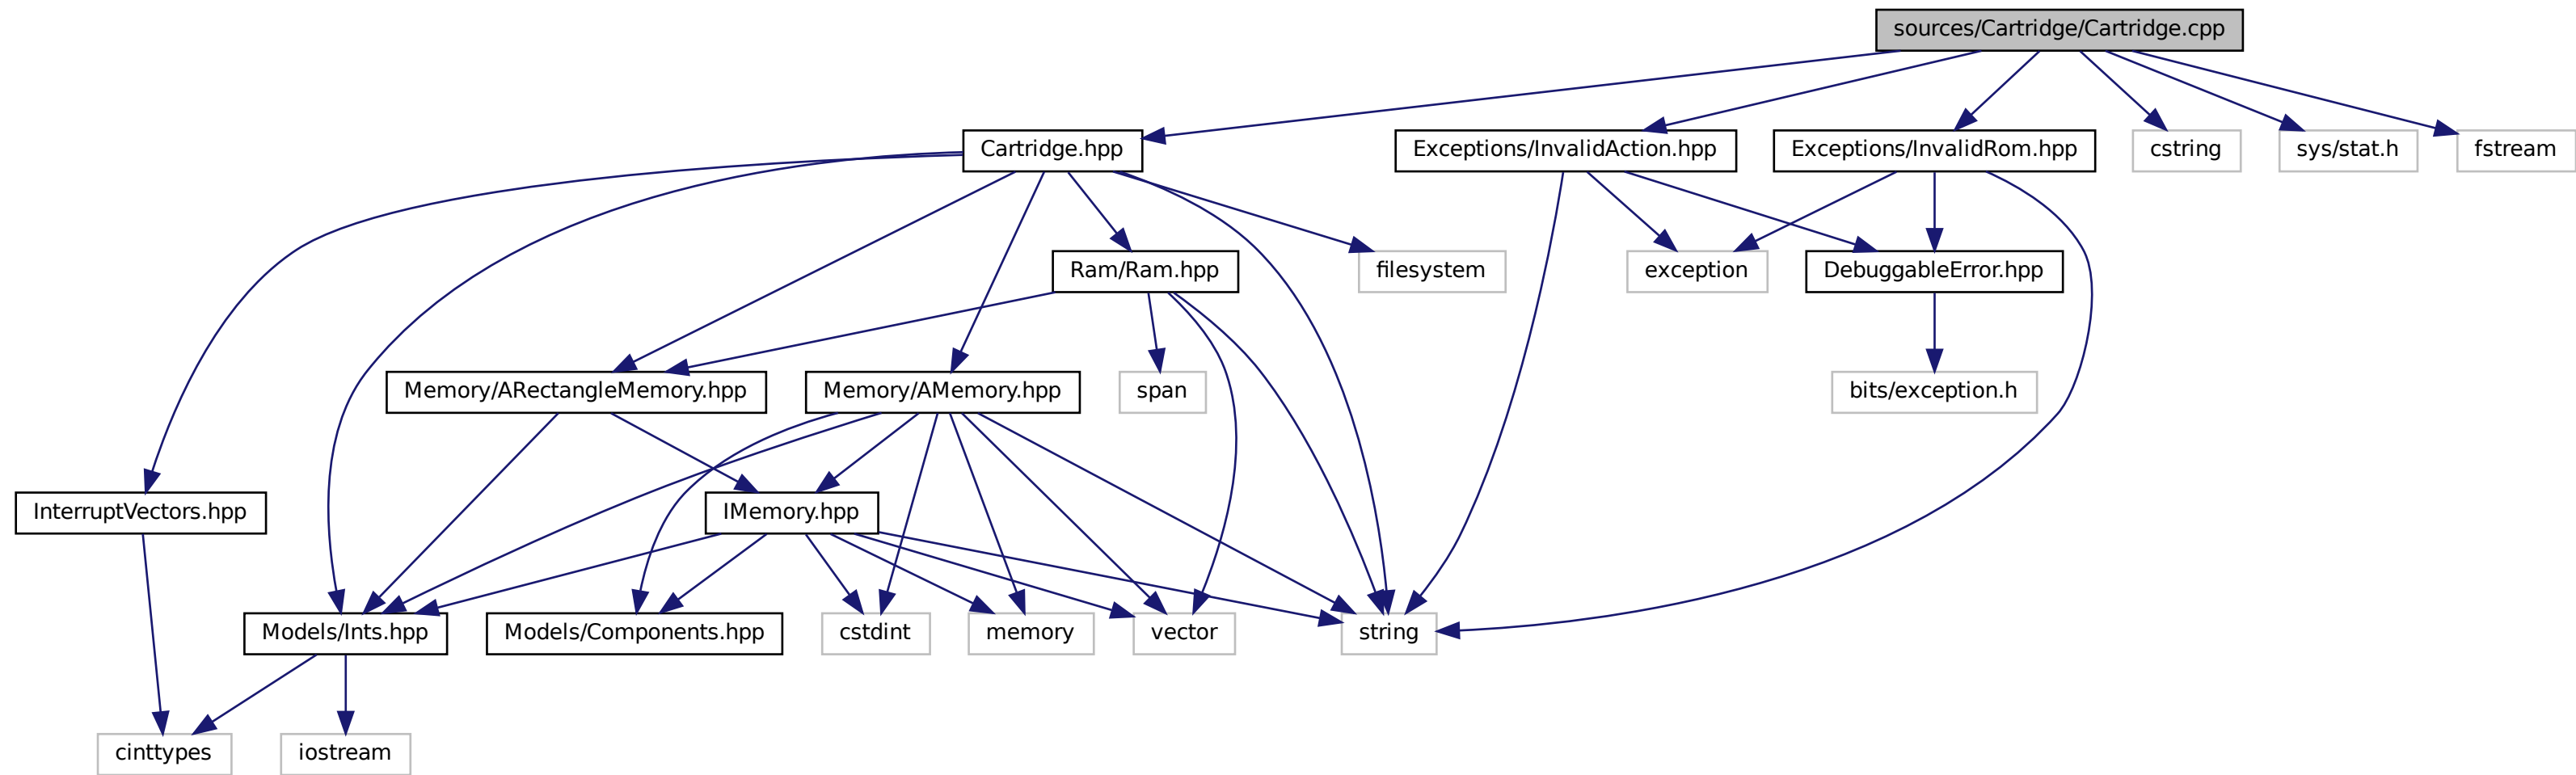 sources/Cartridge/Cartridge.cpp
Cartridge.hpp
Exceptions/InvalidAction.hpp
Exceptions/InvalidRom.hpp
cstring
sys/stat.h
fstream
Ram/Ram.hpp
filesystem
exception
DebuggableError.hpp
Memory/ARectangleMemory.hpp
Memory/AMemory.hpp
span
bits/exception.h
InterruptVectors.hpp
IMemory.hpp
Models/Ints.hpp
Models/Components.hpp
cstdint
memory
vector
string
cinttypes
iostream